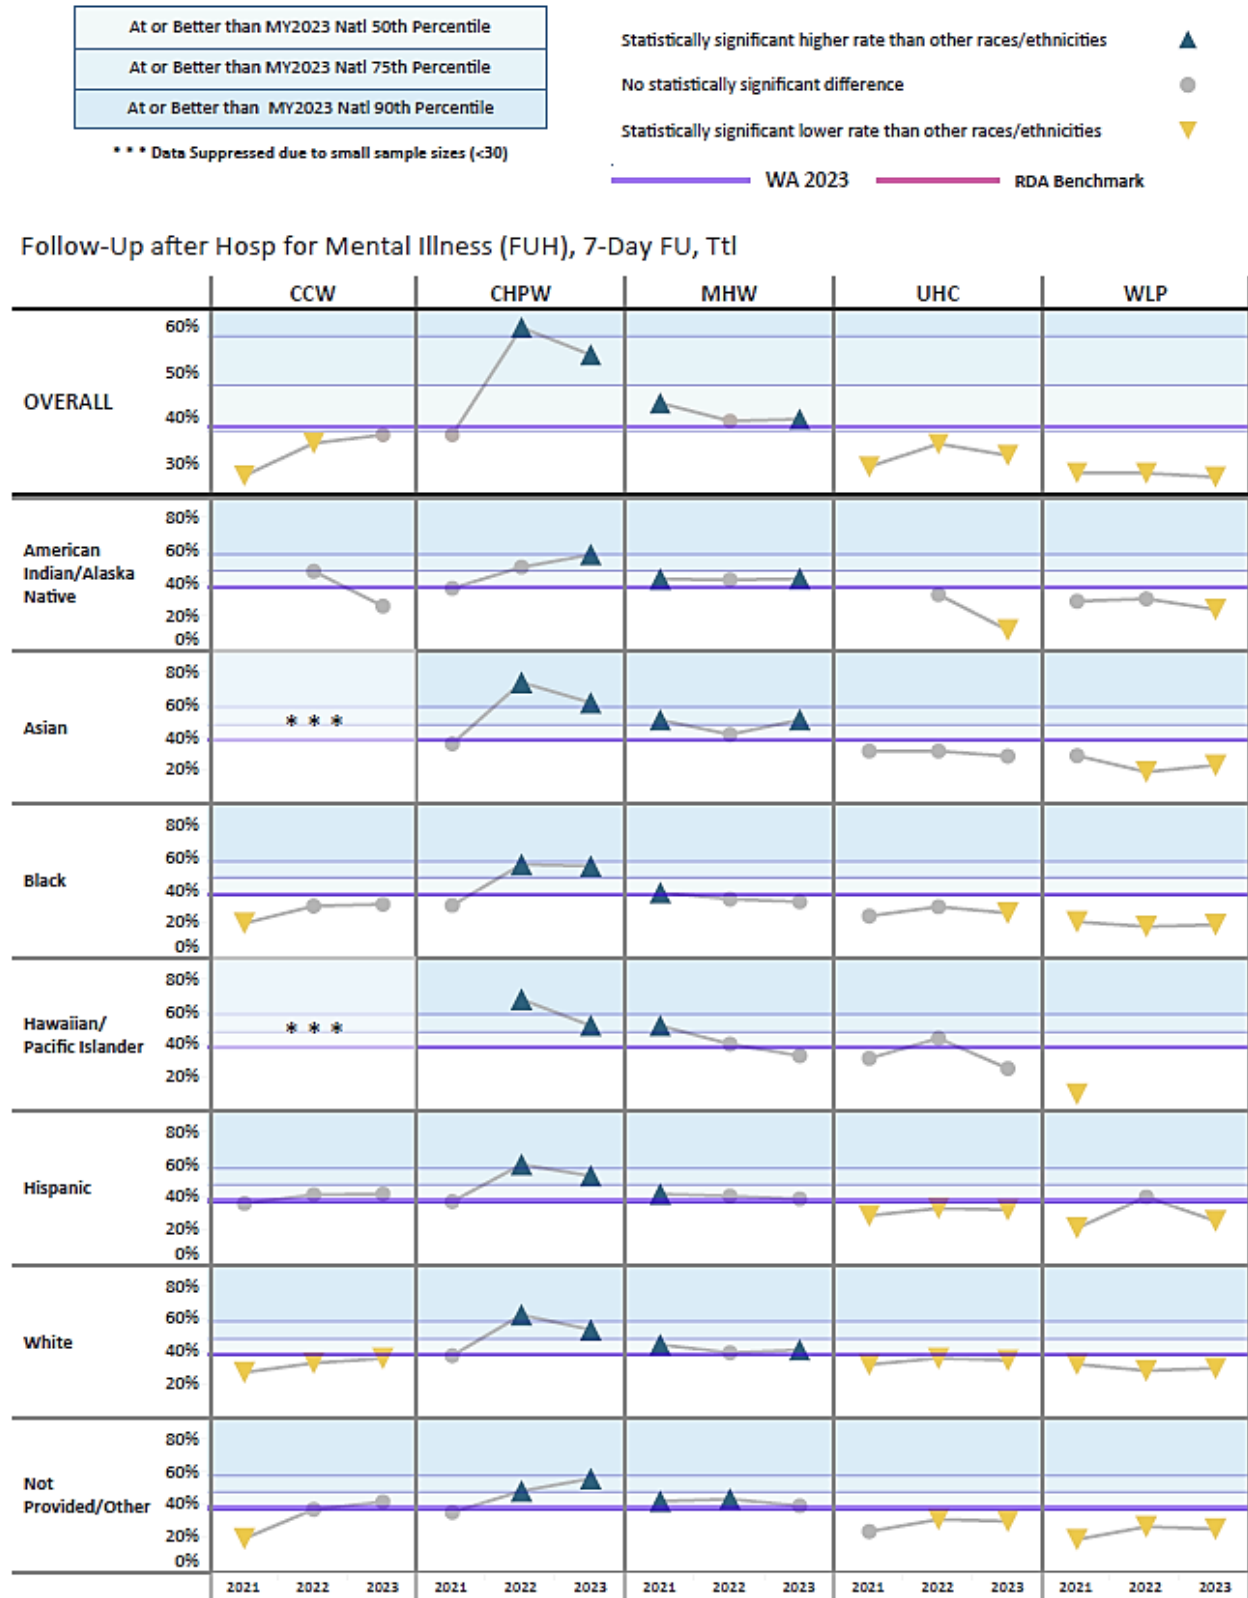 At or Better than MY2023 Natl 50th Percentile
At or Better than MY2023 Natl 75th Percentile
At or Better than MY2023 Natl 90th Percentile
* * * Data Suppressed due to small sample sizes (<30)
Statistically significant higher rate than other races/ethnicities
No statistically significant difference
Statistically significant lower rate than other races/ethnicities
WA 2023 RDA Benchmark
Follow-Up after Hosp for Mental Illness (FUH), 7-Day FU, Ttl
CCW CHPW MHW UHC WLP
60%
50%
OVERALL 40%
30%
80%
American 60%
Indian/Alaska 40%
Native
20%
0%
80%
60%
* * *
Asian 40%
20%
80%
60%
Black 40%
20%
0%
80%
60%
Hawaiian/ * * *
Pacific Islander 40%
20%
80%
60%
Hispanic 40%
20%
0%
80%
60%
White 40%
20%
80%
60%
Not
Provided/Other 40%
20%
0%
2021 2022 2023 2021 2022 2023 2021 2022 2023 2021 2022 2023 2021 2022 2023